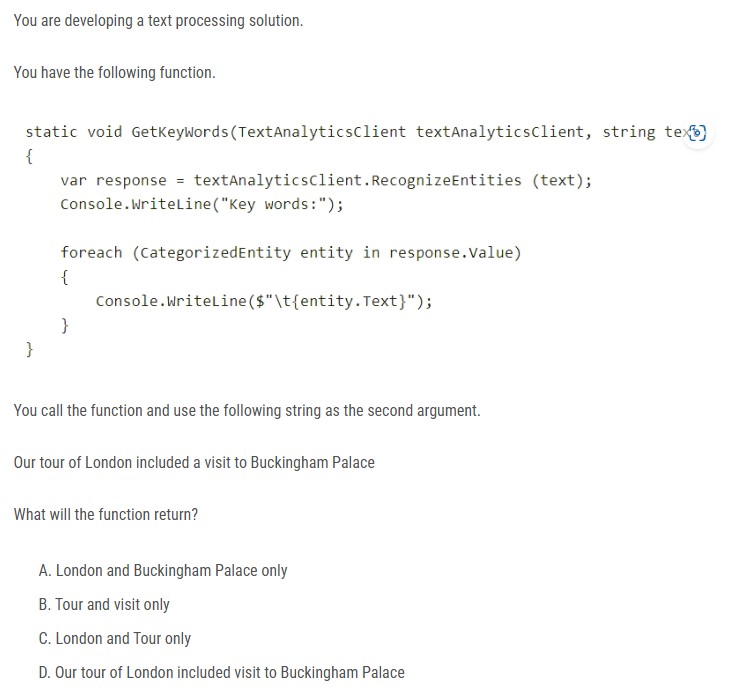 You are developing a text processing solution.
You have the following function.
static void GetKeyWords(TextAnalyticsClient textAnalyticsClient, string tex
{
var response = textAnalyticsClient.RecognizeEntities (text);
Console.WriteLine("Key words:");
foreach (CategorizedEntity entity in response.Value)
{
Console.WriteLine($"\t{entity.Text}");
}
}
You call the function and use the following string as the second argument.
Our tour of London included a visit to Buckingham Palace
What will the function return?
A. London and Buckingham Palace only
B. Tour and visit only
C. London and Tour only
D. Our tour of London included visit to Buckingham Palace